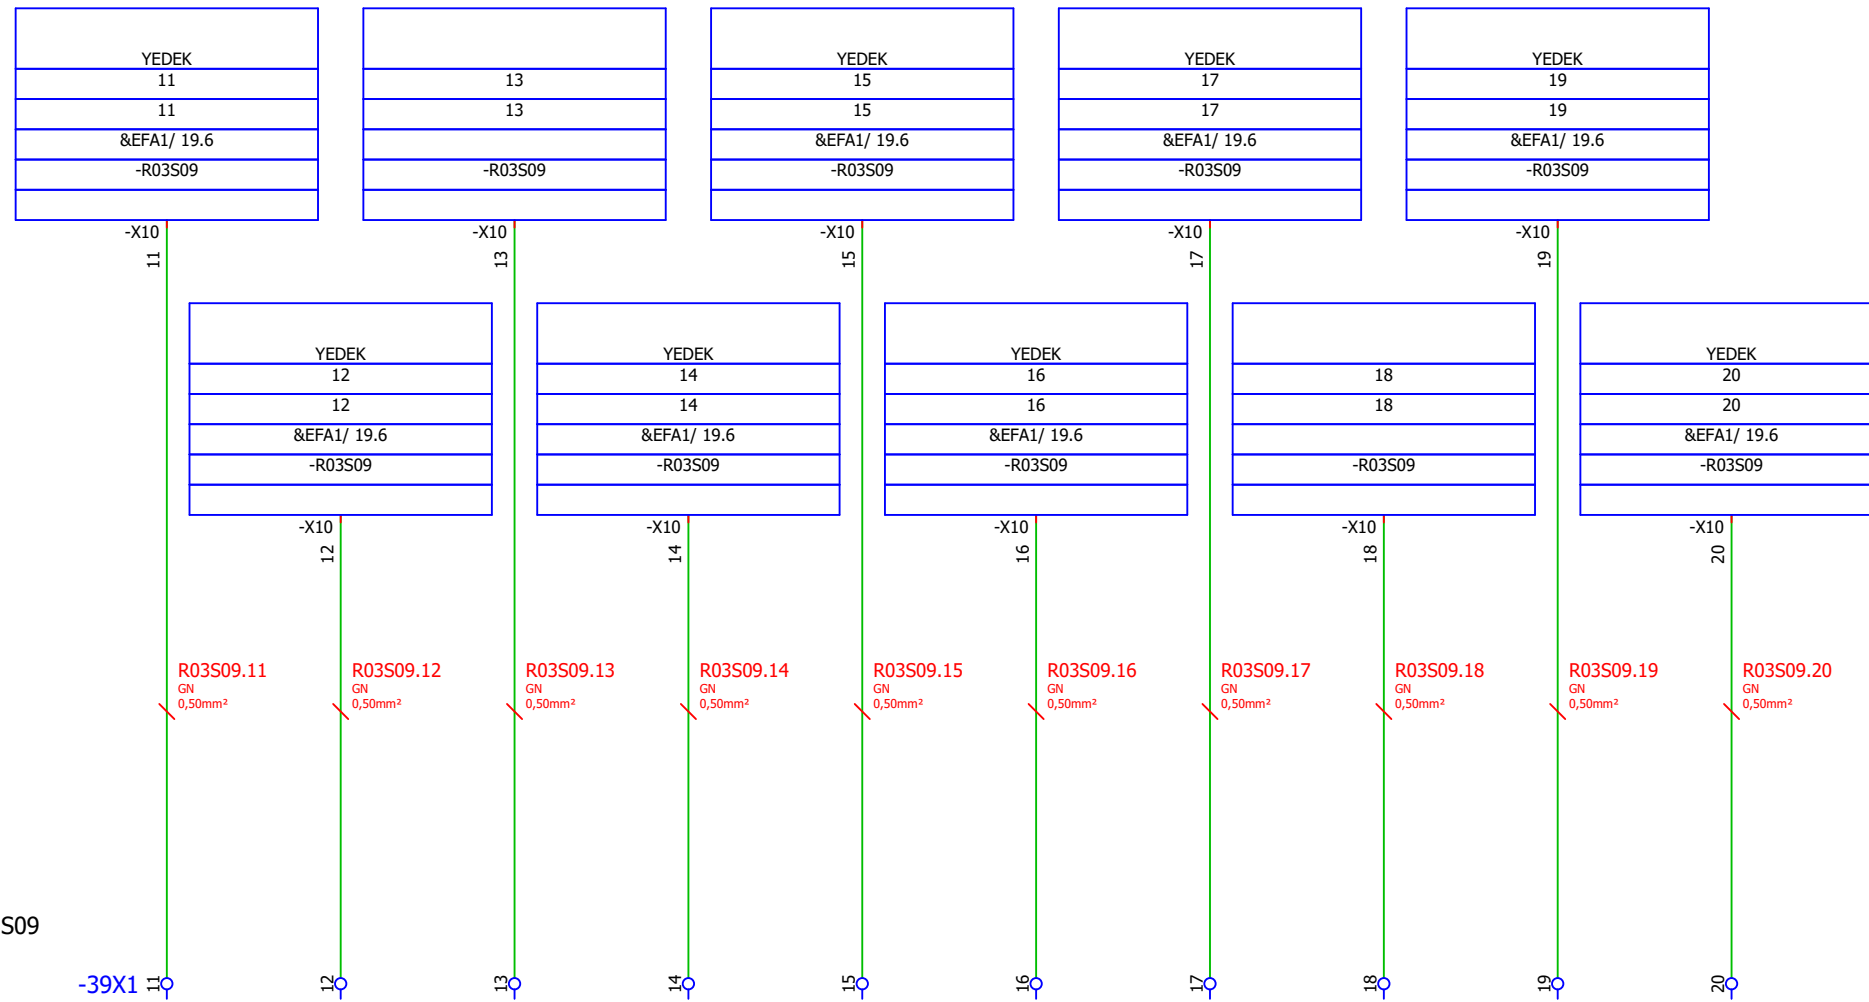 YEDEK
11
11
&EFA1/ 19.6
-R03S09
-X10
11
13
13
-R03S09
-X10
13
YEDEK
15
15
&EFA1/ 19.6
-R03S09
-X10
15
YEDEK
17
17
&EFA1/ 19.6
-R03S09
-X10
17
YEDEK
19
19
&EFA1/ 19.6
-R03S09
-X10
19
YEDEK
12
12
&EFA1/ 19.6
-R03S09
-X10
12
YEDEK
14
14
&EFA1/ 19.6
-R03S09
-X10
14
YEDEK
16
16
&EFA1/ 19.6
-R03S09
-X10
16
18
18
-R03S09
-X10
18
YEDEK
20
20
&EFA1/ 19.6
-R03S09
-X10
20
R03S09.11
GN
0,50mm²
R03S09.12
GN
0,50mm²
R03S09.13
GN
0,50mm²
R03S09.14
GN
0,50mm²
R03S09.15
GN
0,50mm²
R03S09.16
GN
0,50mm²
R03S09.17
GN
0,50mm²
R03S09.18
GN
0,50mm²
R03S09.19
GN
0,50mm²
R03S09.20
GN
0,50mm²
S09
-39X1
11
12
13
14
15
16
17
18
19
20